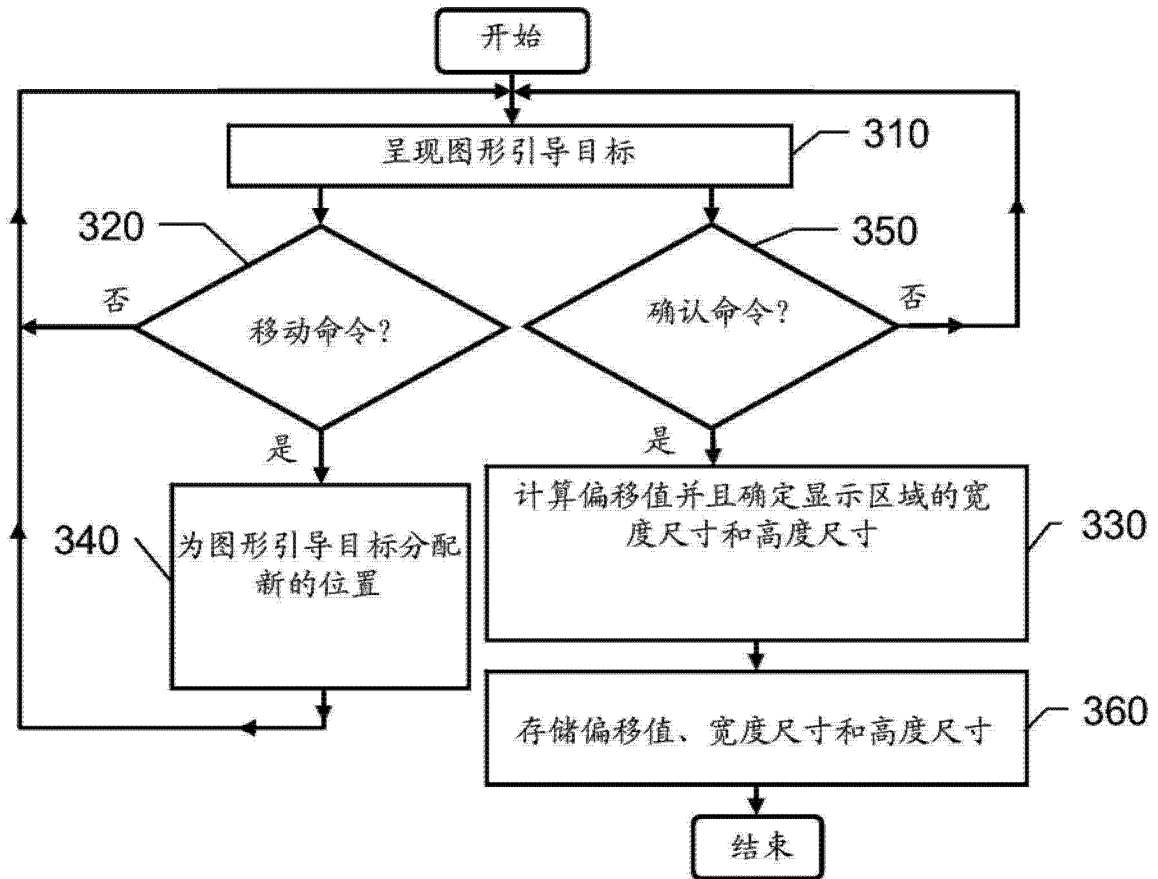 开始
呈现图形引导目标
310
320
350
否
移动命令?
确认命令?
否
是
是
340
为图形引导目标分配
新的位置
计算偏移值并且确定显示区域的宽
度尺寸和高度尺寸
330
存储偏移值、宽度尺寸和高度尺寸
360
结束